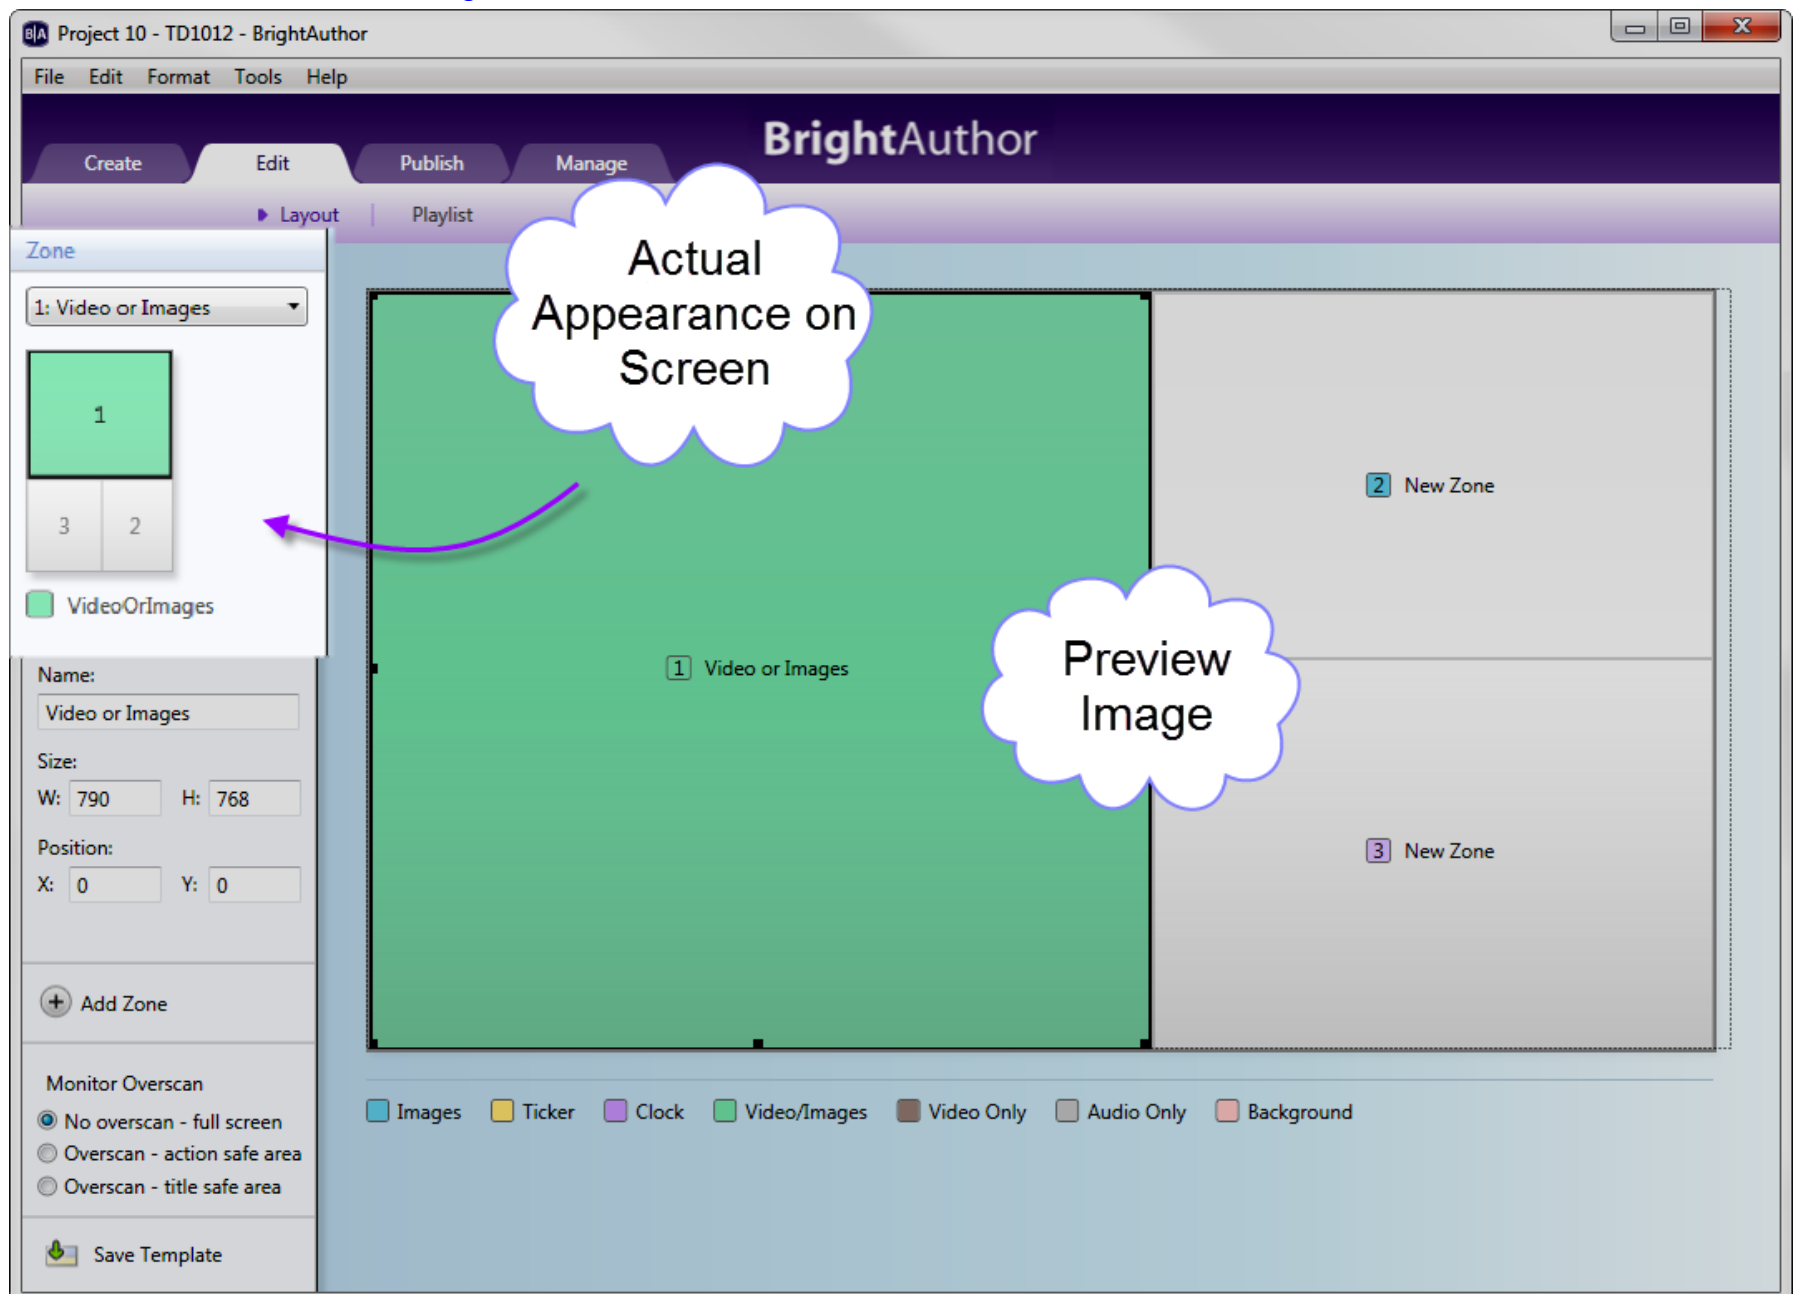 B|A Project 10 - TD1012 - BrightAuthor
X
File Edit Format Tools Help
BrightAuthor
Create Edit Publish Manage
Layout Playlist
Zone
1: Video or Images
1
3 2
VideoOrImages
Name:
Video or Images
Size:
W: 790 H: 768
Position:
X: 0 Y: 0
Add Zone
Monitor Overscan
No overscan - full screen
Overscan - action safe area
Overscan - title safe area
Save Template
Actual
Appearance on
Screen
1 Video or Images
2 New Zone
Preview
Image
3 New Zone
Images Ticker Clock Video/Images Video Only Audio Only Background